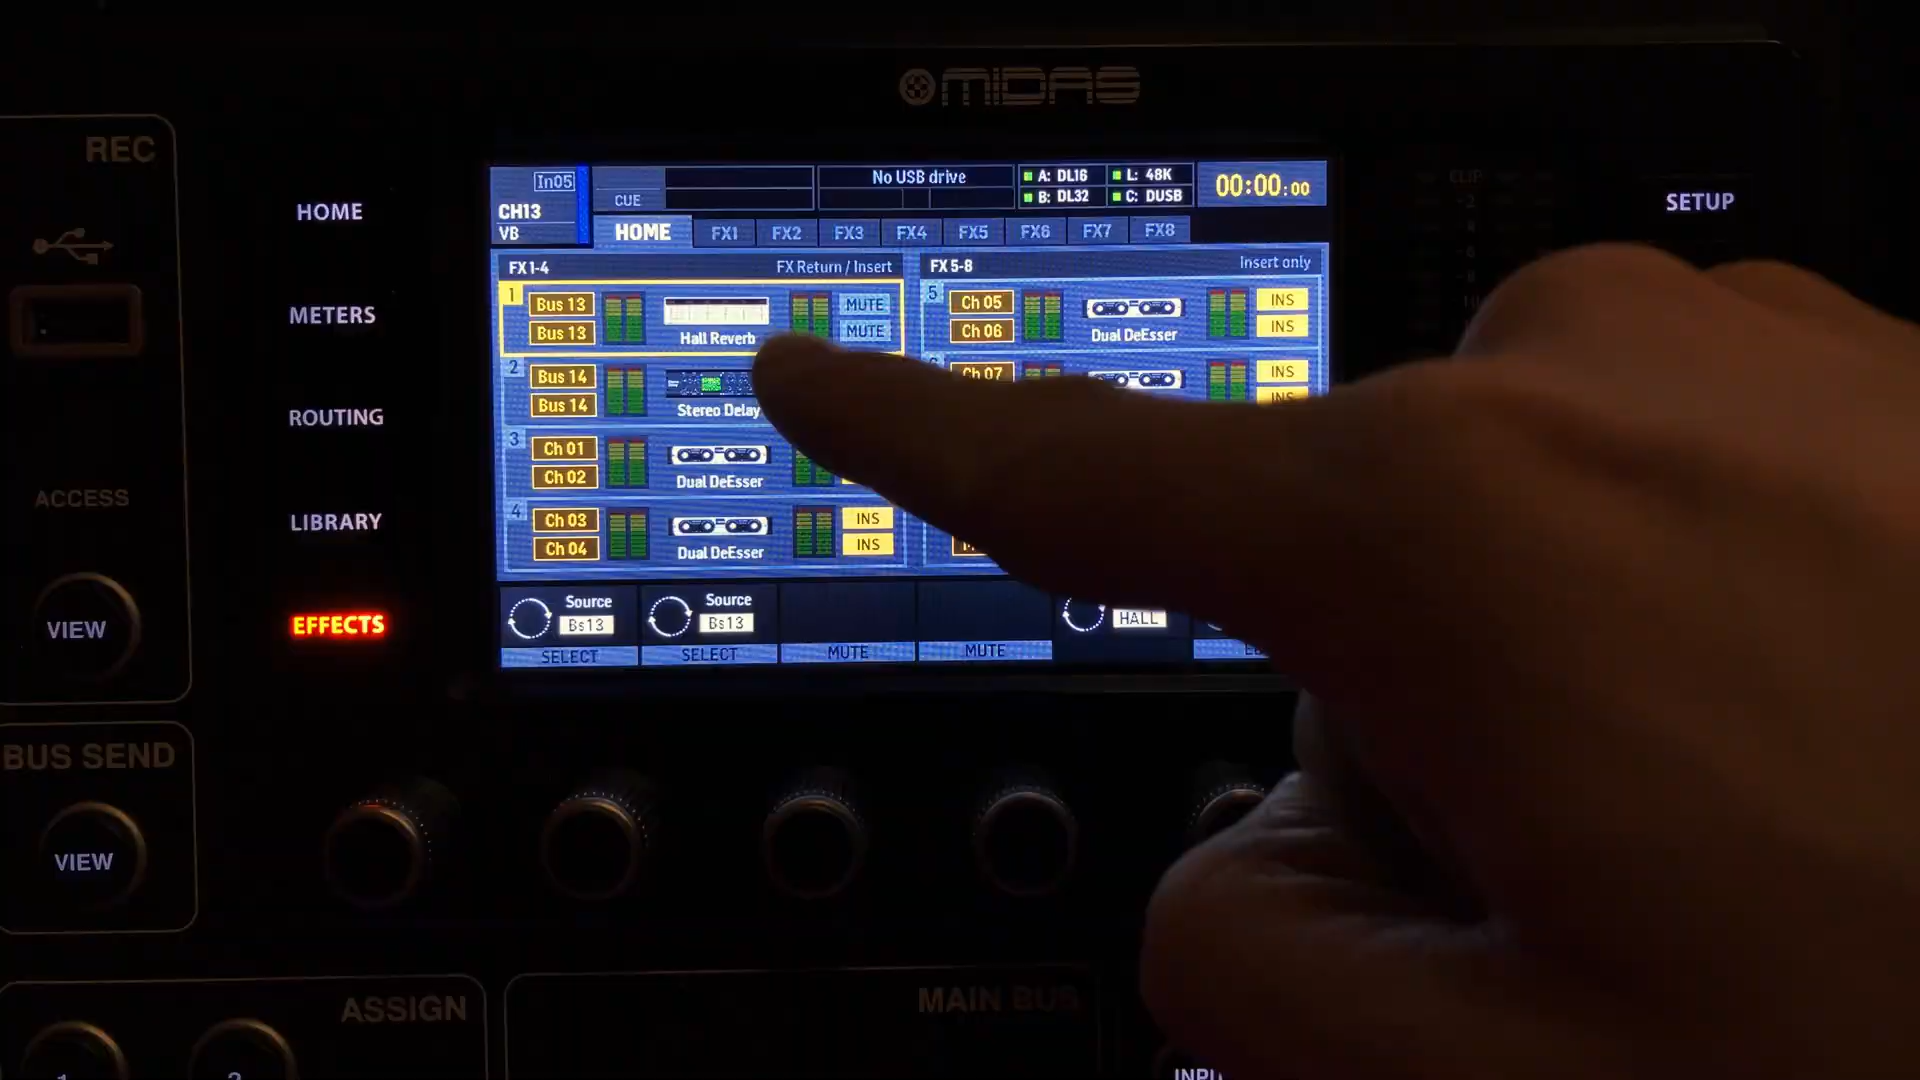 MIDAS
REC
HOME
METERS
ROUTING
LIBRARY
EFFECTS
ACCESS
VIEW
BUS SEND
VIEW
ASSIGN
MAIN BUS
SETUP
CLIP
In05
CH13
VB
CUE
No USB drive
A: DL16
L: 48K
B: DL32
C: DUSB
00:00:00
HOME FX1 FX2 FX3 FX4 FX5 FX6 FX7 FX8
FX1-4 FX Return / Insert
1 Bus 13 MUTE
Bus 13 Hall Reverb MUTE
2 Bus 14
Bus 14 Stereo Delay
3 Ch 01
Ch 02 Dual DeEsser
4 Ch 03 INS
Ch 04 Dual DeEsser INS
FX5-8 Insert only
5 Ch 05 INS
Ch 06 Dual DeEsser INS
Ch 07 INS
INS
Source Bs13
SELECT
Source Bs13
SELECT
MUTE
MUTE
HALL